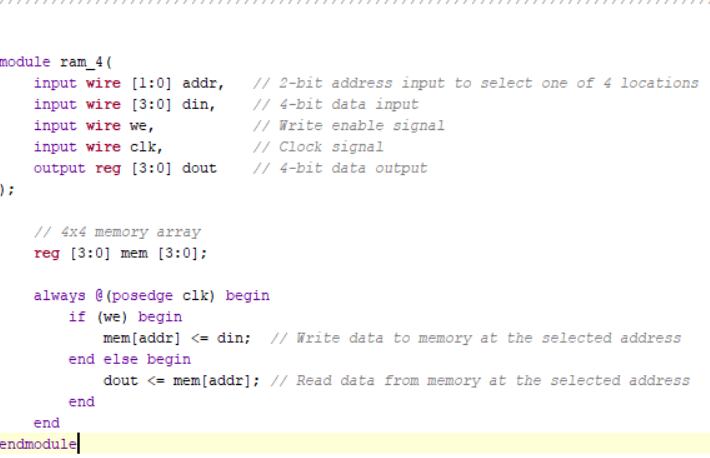 module ram_4(
    input wire [1:0] addr,   // 2-bit address input to select one of 4 locations
    input wire [3:0] din,    // 4-bit data input
    input wire we,           // Write enable signal
    input wire clk,          // Clock signal
    output reg [3:0] dout    // 4-bit data output
);
    // 4x4 memory array
    reg [3:0] mem [3:0];
    always @(posedge clk) begin
        if (we) begin
            mem[addr] <= din;  // Write data to memory at the selected address
        end else begin
            dout <= mem[addr]; // Read data from memory at the selected address
        end
    end
endmodule